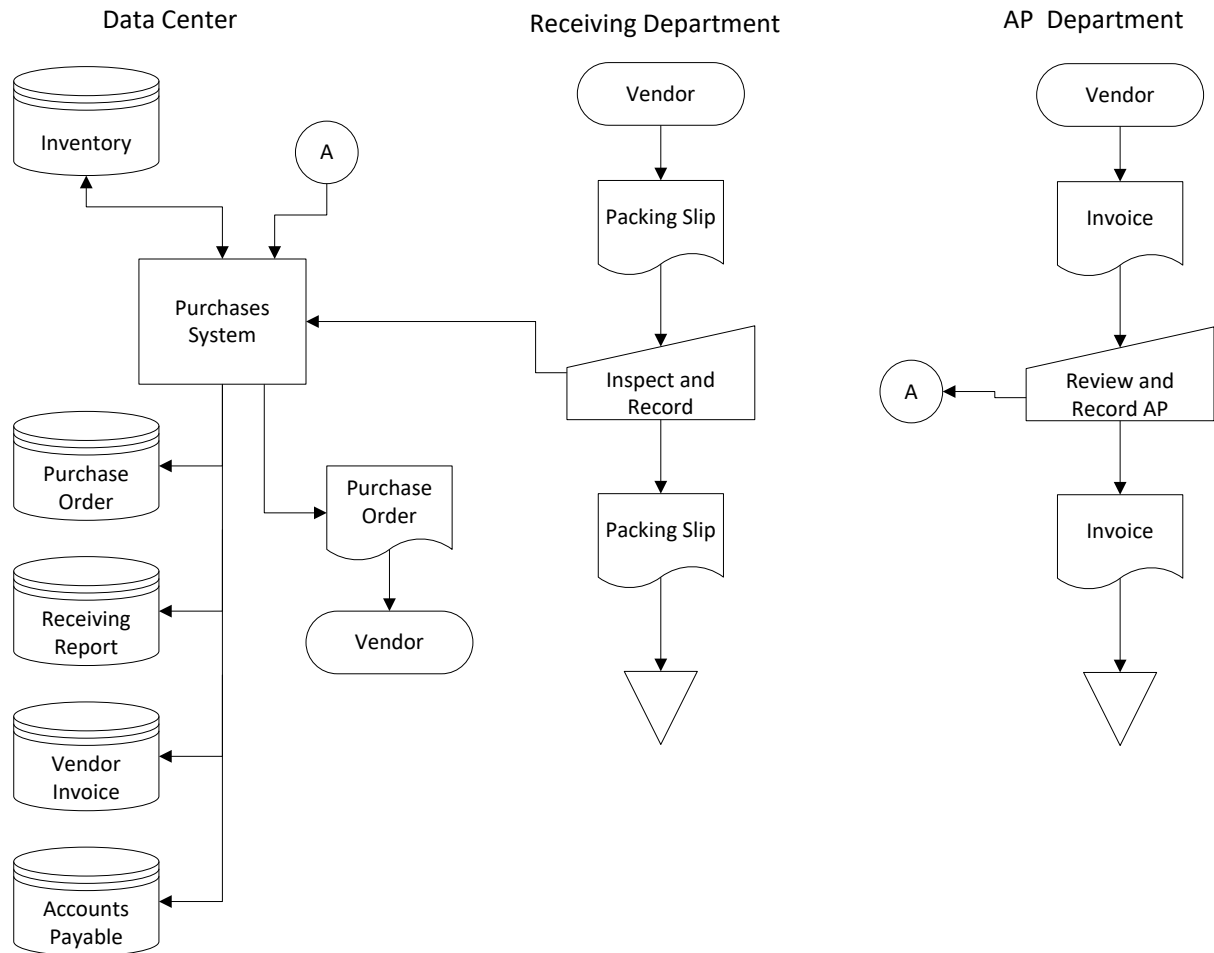 Data Center
Inventory
A
Purchases
System
Purchase
Order
Receiving
Report
Vendor
Invoice
Accounts
Payable
Purchase
Order
Vendor
Receiving Department
Vendor
Packing Slip
Inspect and
Record
Packing Slip
AP  Department
Vendor
Invoice
A
Review and
Record AP
Invoice